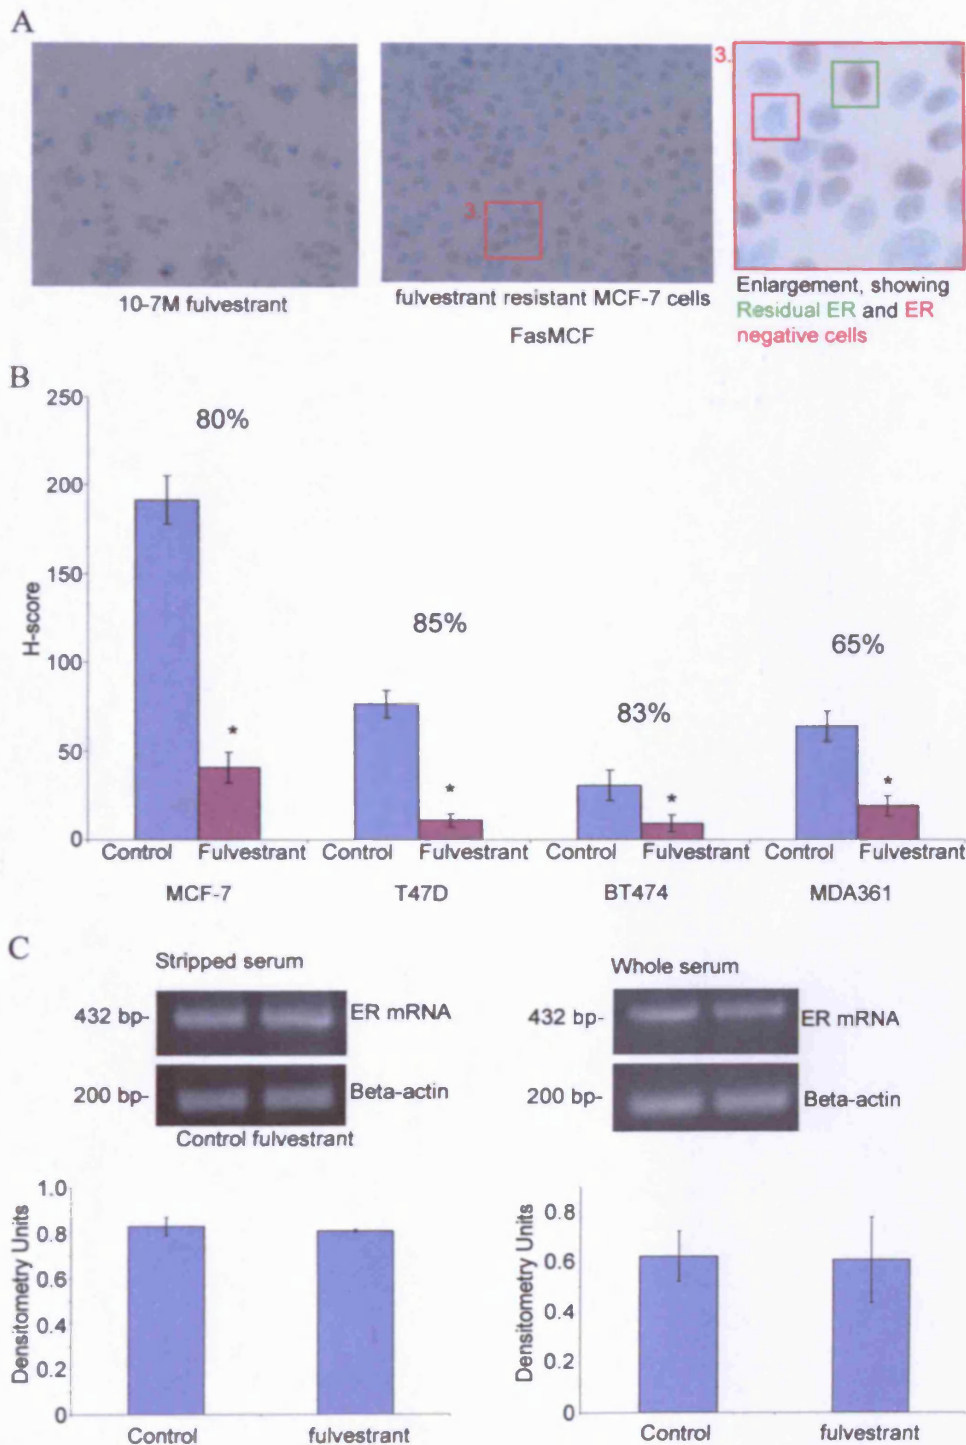 A
3.
3.
10-7M fulvestrant
fulvestrant resistant MCF-7 cells
FasMCF
Enlargement, showing
Residual ER and ER
negative cells
B
250
200
150
100
50
0
H-score
80%
85%
83%
65%
*
*
*
*
Control Fulvestrant Control Fulvestrant Control Fulvestrant Control Fulvestrant
MCF-7 T47D BT474 MDA361
C
Stripped serum
432 bp- ER mRNA
200 bp- Beta-actin
Control fulvestrant
Whole serum
432 bp- ER mRNA
200 bp- Beta-actin
Densitometry Units
1.0
0.8
0.6
0.4
0.2
0
Control fulvestrant
Densitometry Units
0.8
0.6
0.4
0.2
0
Control fulvestrant